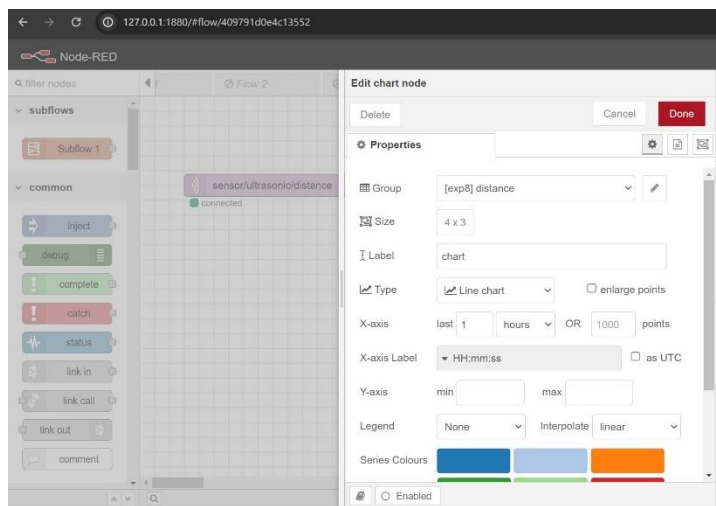 127.0.0.1:1880/#flow/409791d0e4c13552
Node-RED
filter nodes
Flow 2
subflows
Subflow 1
common
inject
debug
complete
catch
status
link in
link call
link out
comment
sensor/ultrasonic/distance
connected
Edit chart node
Delete Cancel Done
Properties
Group [exp8] distance
Size 4 x 3
Label chart
Type Line chart enlarge points
X-axis last 1 hours OR 1000 points
X-axis Label HH:mm:ss as UTC
Y-axis min max
Legend None Interpolate linear
Series Colours
Enabled